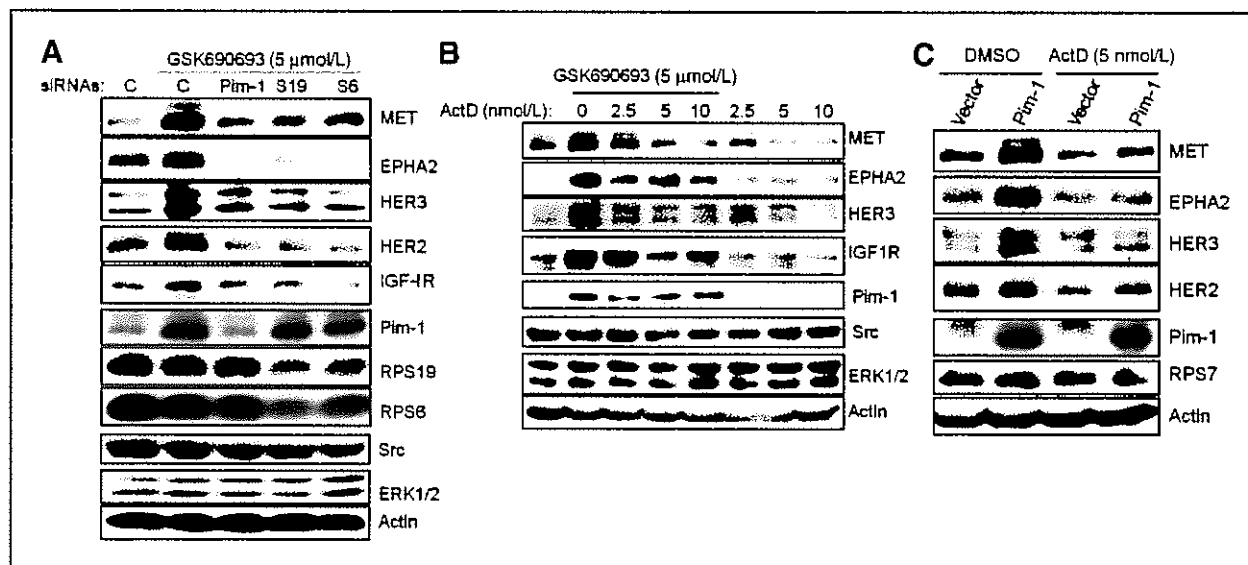 A
GSK690693 (5 µmol/L)
siRNAs: C C Pim-1 S19 S6
MET
EPHA2
HER3
HER2
IGF-IR
Pim-1
RPS19
RPS6
Src
ERK1/2
Actin
B
GSK690693 (5 µmol/L)
ActD (nmol/L): 0 2.5 5 10 2.5 5 10
MET
EPHA2
HER3
IGF1R
Pim-1
Src
ERK1/2
Actin
C
DMSO ActD (5 nmol/L)
Vector Pim-1 Vector Pim-1
MET
EPHA2
HER3
HER2
Pim-1
RPS7
Actin